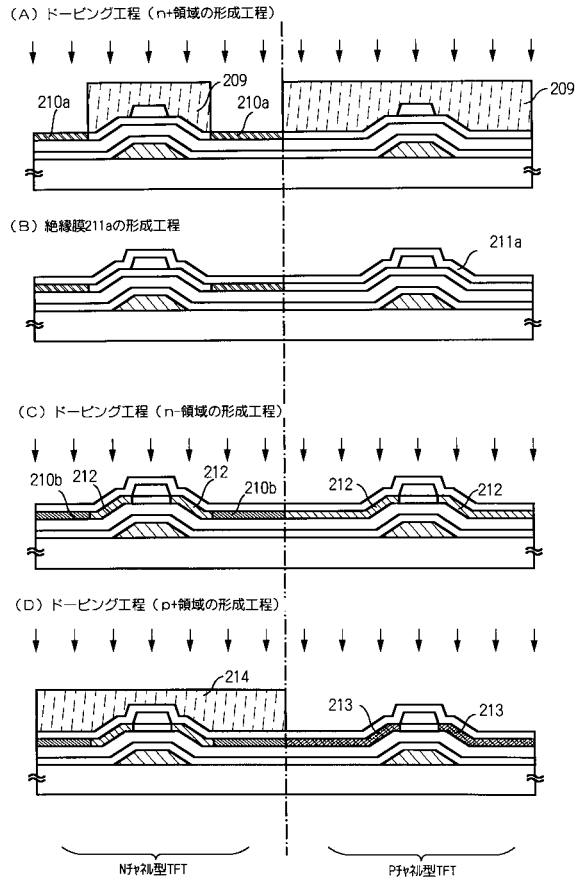 (A) ドーピング工程(n+領域の形成工程)
210a
209
210a
209
(B) 絶縁膜211aの形成工程
211a
(C) ドーピング工程(n-領域の形成工程)
210b
212
212
210b
212
212
(D) ドーピング工程(p+領域の形成工程)
214
213
213
Nチャネル型TFT
Pチャネル型TFT